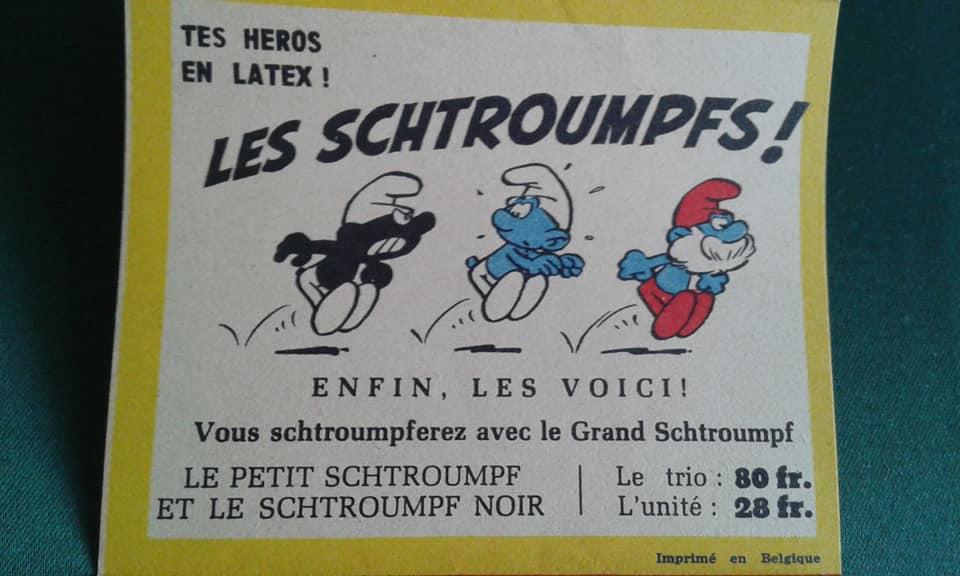 TES HEROS
EN LATEX !
LES SCHTROUMPFS!
ENFIN, LES VOICI!
Vous schtroumpferez avec le Grand Schtroumpf
LE PETIT SCHTROUMPF
ET LE SCHTROUMPF NOIR
Le trio : 80 fr.
L'unité : 28 fr.
Imprimé en Belgique